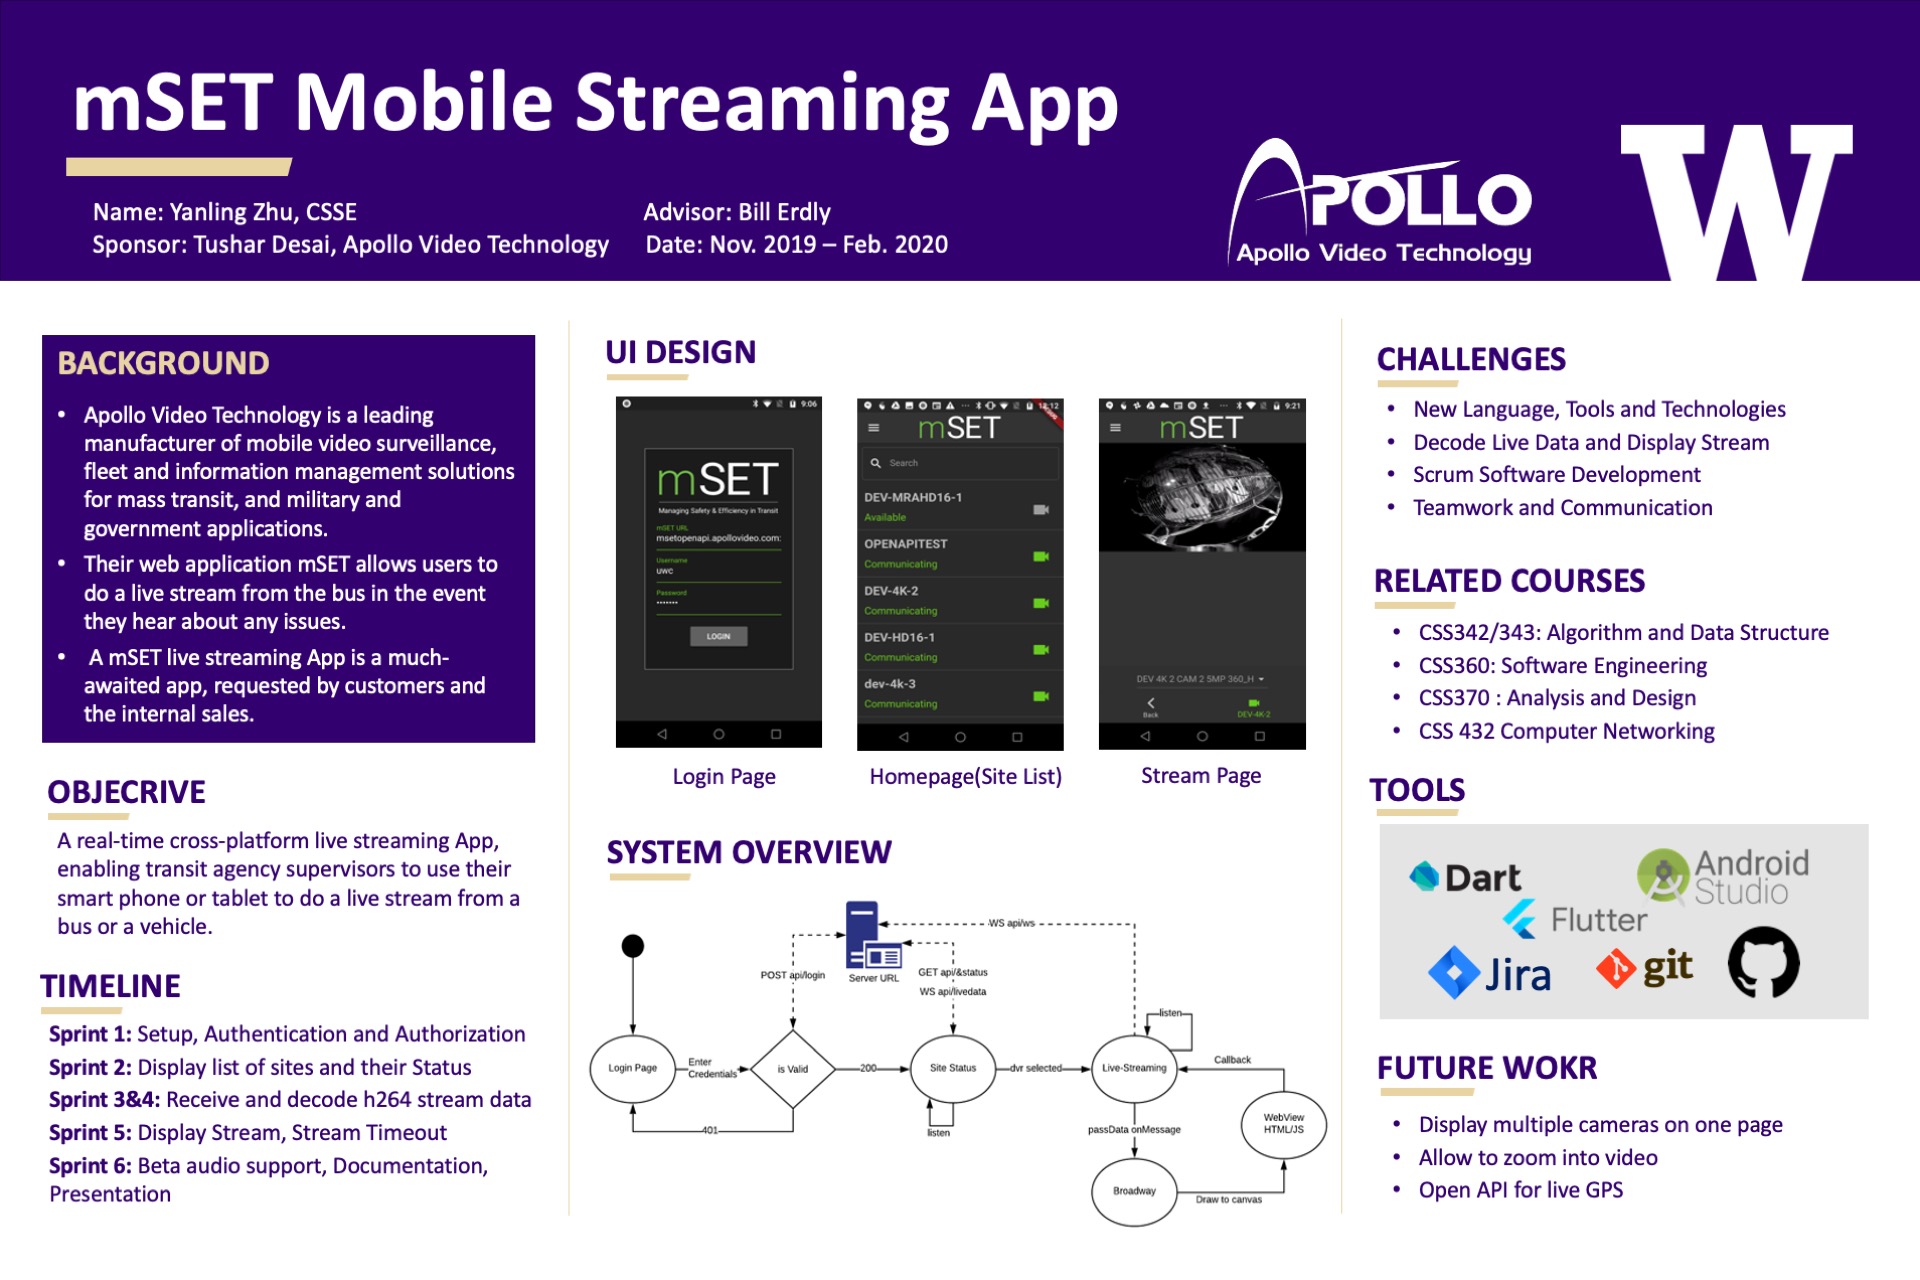 mSET Mobile Streaming App
Name: Yanling Zhu, CSSE
Advisor: Bill Erdly
Sponsor: Tushar Desai, Apollo Video Technology
Date: Nov. 2019 – Feb. 2020
APOLLO
Apollo Video Technology
W
BACKGROUND
• Apollo Video Technology is a leading
manufacturer of mobile video surveillance,
fleet and information management solutions
for mass transit, and military and
government applications.
• Their web application mSET allows users to
do a live stream from the bus in the event
they hear about any issues.
• A mSET live streaming App is a much-
awaited app, requested by customers and
the internal sales.
OBJECRIVE
A real-time cross-platform live streaming App,
enabling transit agency supervisors to use their
smart phone or tablet to do a live stream from a
bus or a vehicle.
TIMELINE
Sprint 1: Setup, Authentication and Authorization
Sprint 2: Display list of sites and their Status
Sprint 3&4: Receive and decode h264 stream data
Sprint 5: Display Stream, Stream Timeout
Sprint 6: Beta audio support, Documentation,
Presentation
UI DESIGN
9:06
mSET
Managing Safety & Efficiency in Transit
mSET URL
msetopenapi.apollovideo.com:
Username
uwc
Password
•••••••
LOGIN
Login Page
12:12
mSET
Search
DEV-MRAHD16-1
Available
OPENAPITEST
Communicating
DEV-4K-2
Communicating
DEV-HD16-1
Communicating
dev-4k-3
Communicating
Homepage(Site List)
9:21
mSET
DEV 4K 2 CAM 2 5MP 360_H
Back
DEV-4K-2
Stream Page
SYSTEM OVERVIEW
WS api/ws
POST api/login
Server URL
GET api/&status
WS api/livedata
listen
Login Page
Enter
Credentials
is Valid
200
Site Status
dvr selected
Live-Streaming
Callback
401
listen
passData onMessage
WebView
HTML/JS
Broadway
Draw to canvas
CHALLENGES
• New Language, Tools and Technologies
• Decode Live Data and Display Stream
• Scrum Software Development
• Teamwork and Communication
RELATED COURSES
• CSS342/343: Algorithm and Data Structure
• CSS360: Software Engineering
• CSS370 : Analysis and Design
• CSS 432 Computer Networking
TOOLS
Dart
Android
Studio
Flutter
Jira
git
FUTURE WOKR
• Display multiple cameras on one page
• Allow to zoom into video
• Open API for live GPS